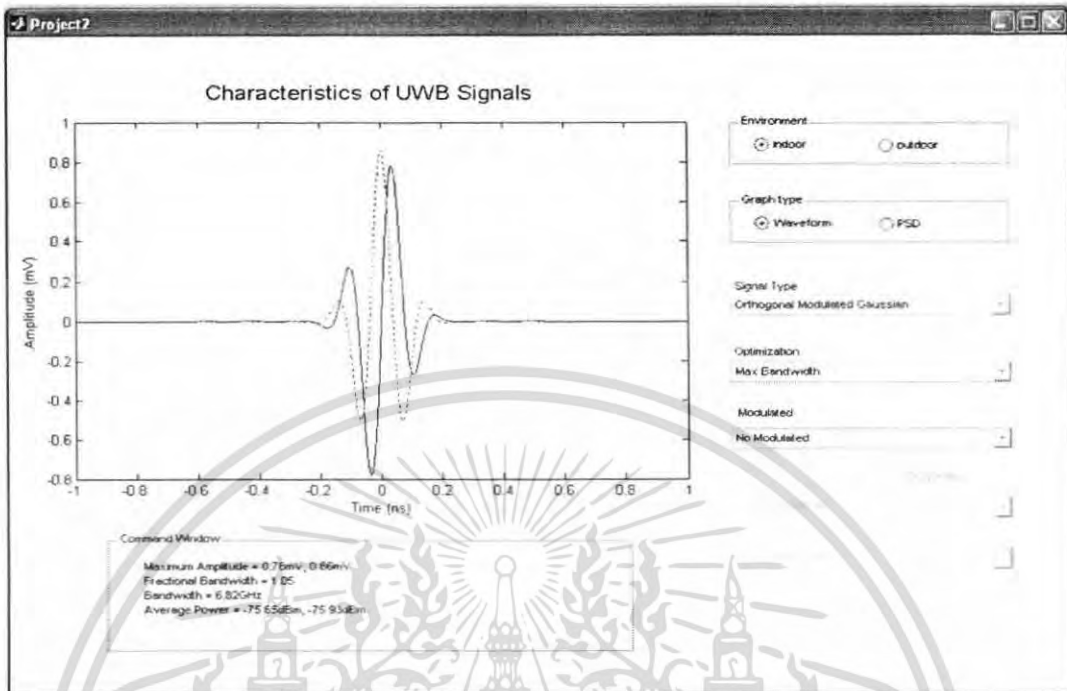 Project2
Characteristics of UWB Signals
1
0.8
0.6
0.4
0.2
0
-0.2
-0.4
-0.6
-0.8
Amplitude (mV)
-1 -0.8 -0.6 -0.4 -0.2 0 0.2 0.4 0.6 0.8 1
Time (ns)
Environment
indoor outdoor
Graph type
Waveform PSD
Signal Type
Orthogonal Modulated Gaussian
Optimization
Max Bandwidth
Modulated
No Modulated
Command Window
Maximum Amplitude = 0.78mV, 0.86mV
Fractional Bandwidth = 1.05
Bandwidth = 6.82GHz
Average Power = -75.65dBm, -75.93dBm